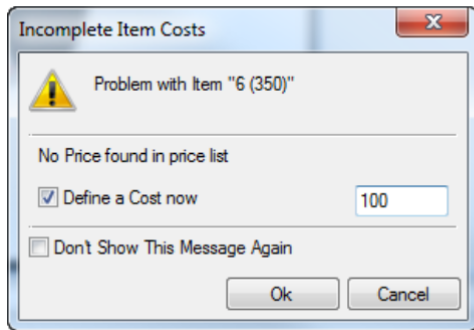 Incomplete Item Costs
Problem with Item "6 (350)"
No Price found in price list
Define a Cost now
100
Don't Show This Message Again
Ok
Cancel